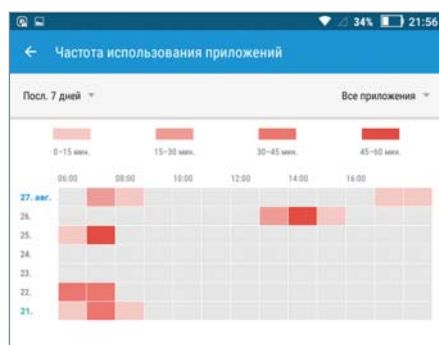 34% 21:56
Частота использования приложений
Посл. 7 дней Все приложения
0–15 мин. 15–30 мин. 30–45 мин. 45–60 мин.
06:00 08:00 10:00 12:00 14:00 16:00
27. авг.
26.
25.
24.
23.
22.
21.